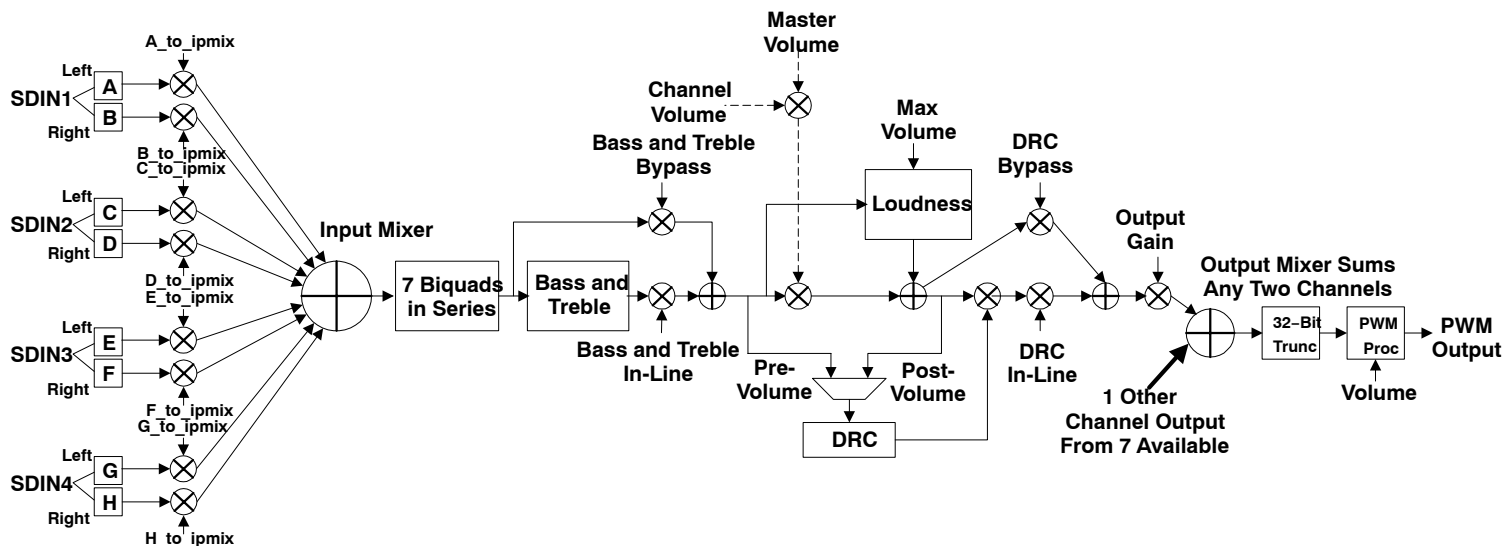 A_to_ipmix
Left
A
SDIN1
B
Right
B_to_ipmix
C_to_ipmix
Left
C
SDIN2
D
Right
D_to_ipmix
E_to_ipmix
Left
E
SDIN3
F
Right
F_to_ipmix
G_to_ipmix
Left
G
SDIN4
H
Right
H_to_ipmix
Input Mixer
7 Biquads
in Series
Bass and Treble
Bypass
Bass and
Treble
Bass and Treble
In-Line
Master
Volume
Channel
Volume
Max
Volume
Loudness
Pre-
Volume
Post-
Volume
DRC
DRC
Bypass
DRC
In-Line
Output
Gain
1 Other
Channel Output
From 7 Available
Output Mixer Sums
Any Two Channels
32−Bit
Trunc
PWM
Proc
Volume
PWM
Output